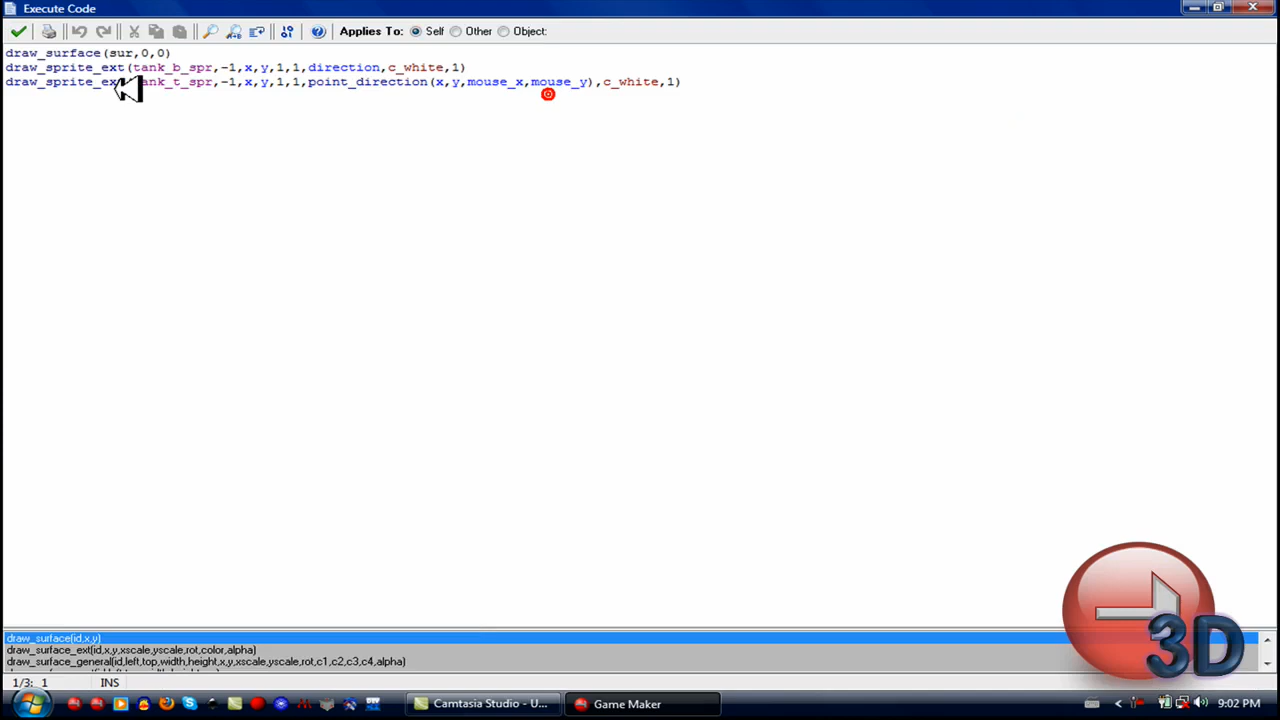 Execute Code
Applies To: Self Other Object:
draw_surface(sur,0,0)
draw_sprite_ext(tank_b_spr,-1,x,y,1,1,direction,c_white,1)
draw_sprite_ex ank_t_spr,-1,x,y,1,1,point_direction(x,y,mouse_x,mouse_y),c_white,1)
draw_surface(id,x,y)
draw_surface_ext(id,x,y,xscale,yscale,rot,color,alpha)
draw_surface_general(id,left,top,width,height,x,y,xscale,yscale,rot,c1,c2,c3,c4,alpha)
1/3: 1 INS
3D
Camtasia Studio - U... Game Maker 9:02 PM